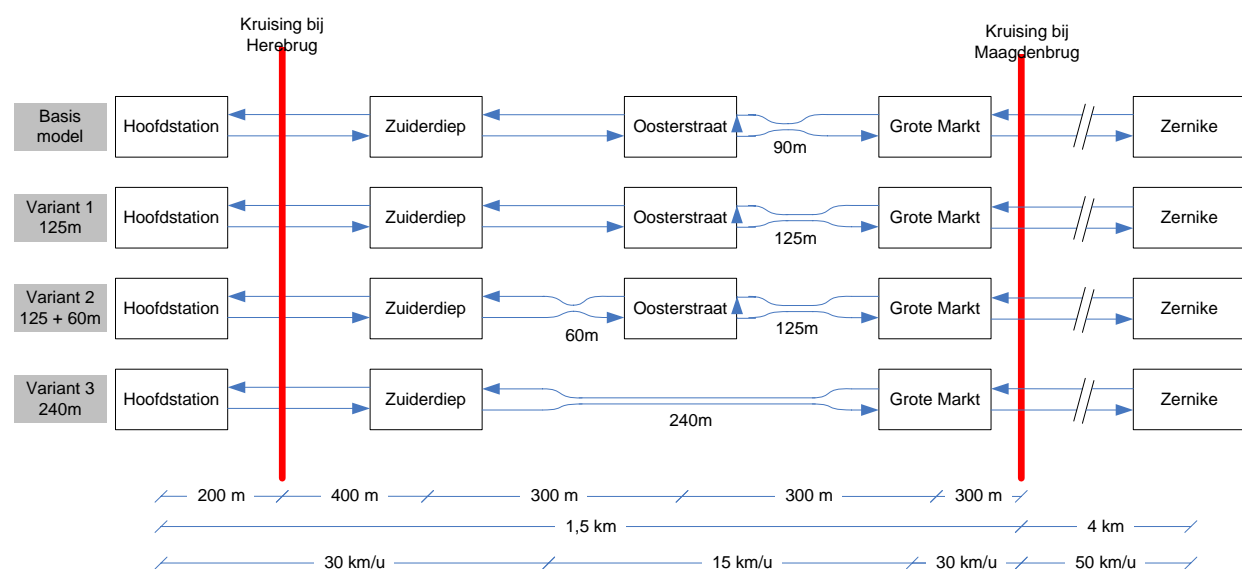 Kruising bij
Herebrug
Kruising bij
Maagdenbrug
Basis
model
Hoofdstation
Zuiderdiep
Oosterstraat
90m
Grote Markt
Zernike
Variant 1
125m
Hoofdstation
Zuiderdiep
Oosterstraat
125m
Grote Markt
Zernike
Variant 2
125 + 60m
Hoofdstation
Zuiderdiep
60m
Oosterstraat
125m
Grote Markt
Zernike
Variant 3
240m
Hoofdstation
Zuiderdiep
240m
Grote Markt
Zernike
200 m 400 m 300 m 300 m 300 m
1,5 km 4 km
30 km/u 15 km/u 30 km/u 50 km/u